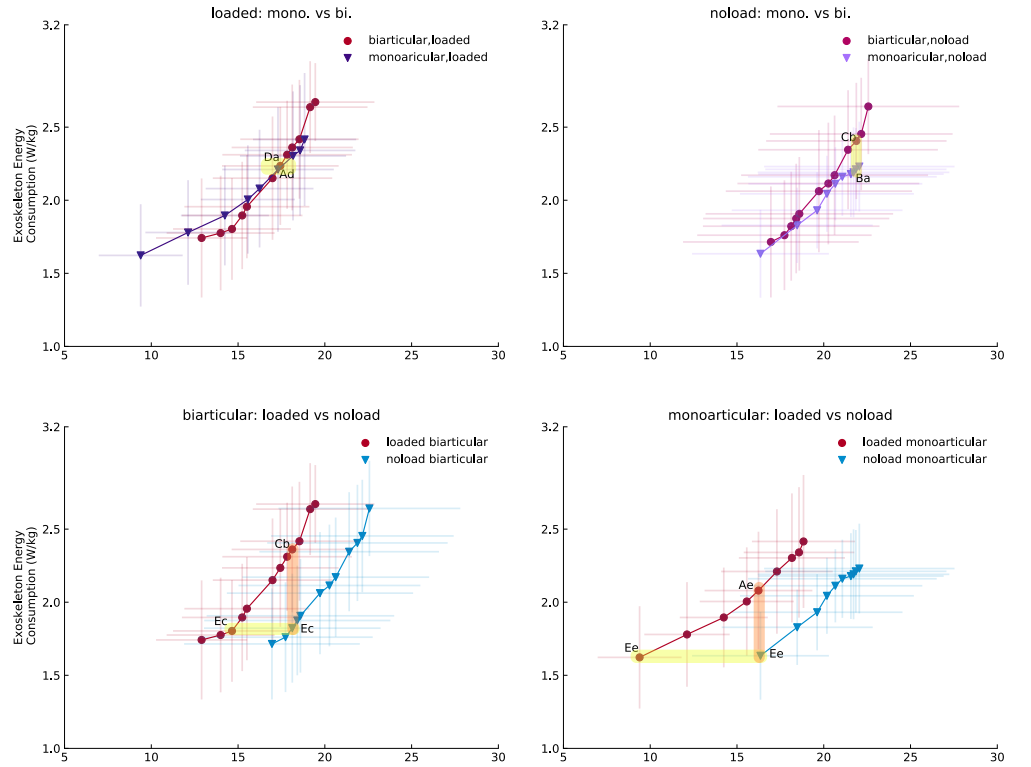 loaded: mono. vs bi.
biarticular,loaded
monoaricular,loaded
Exoskeleton Energy
Consumption (W/kg)
3.2
2.5
2.0
1.5
1.0
Da
Ad
5 10 15 20 25 30
noload: mono. vs bi.
biarticular,noload
monoaricular,noload
3.2
2.5
2.0
1.5
1.0
Cb
Ba
5 10 15 20 25 30
biarticular: loaded vs noload
loaded biarticular
noload biarticular
Exoskeleton Energy
Consumption (W/kg)
3.2
2.5
2.0
1.5
1.0
Cb
Ec
Ec
5 10 15 20 25 30
monoarticular: loaded vs noload
loaded monoarticular
noload monoarticular
3.2
2.5
2.0
1.5
1.0
Ae
Ee
Ee
5 10 15 20 25 30